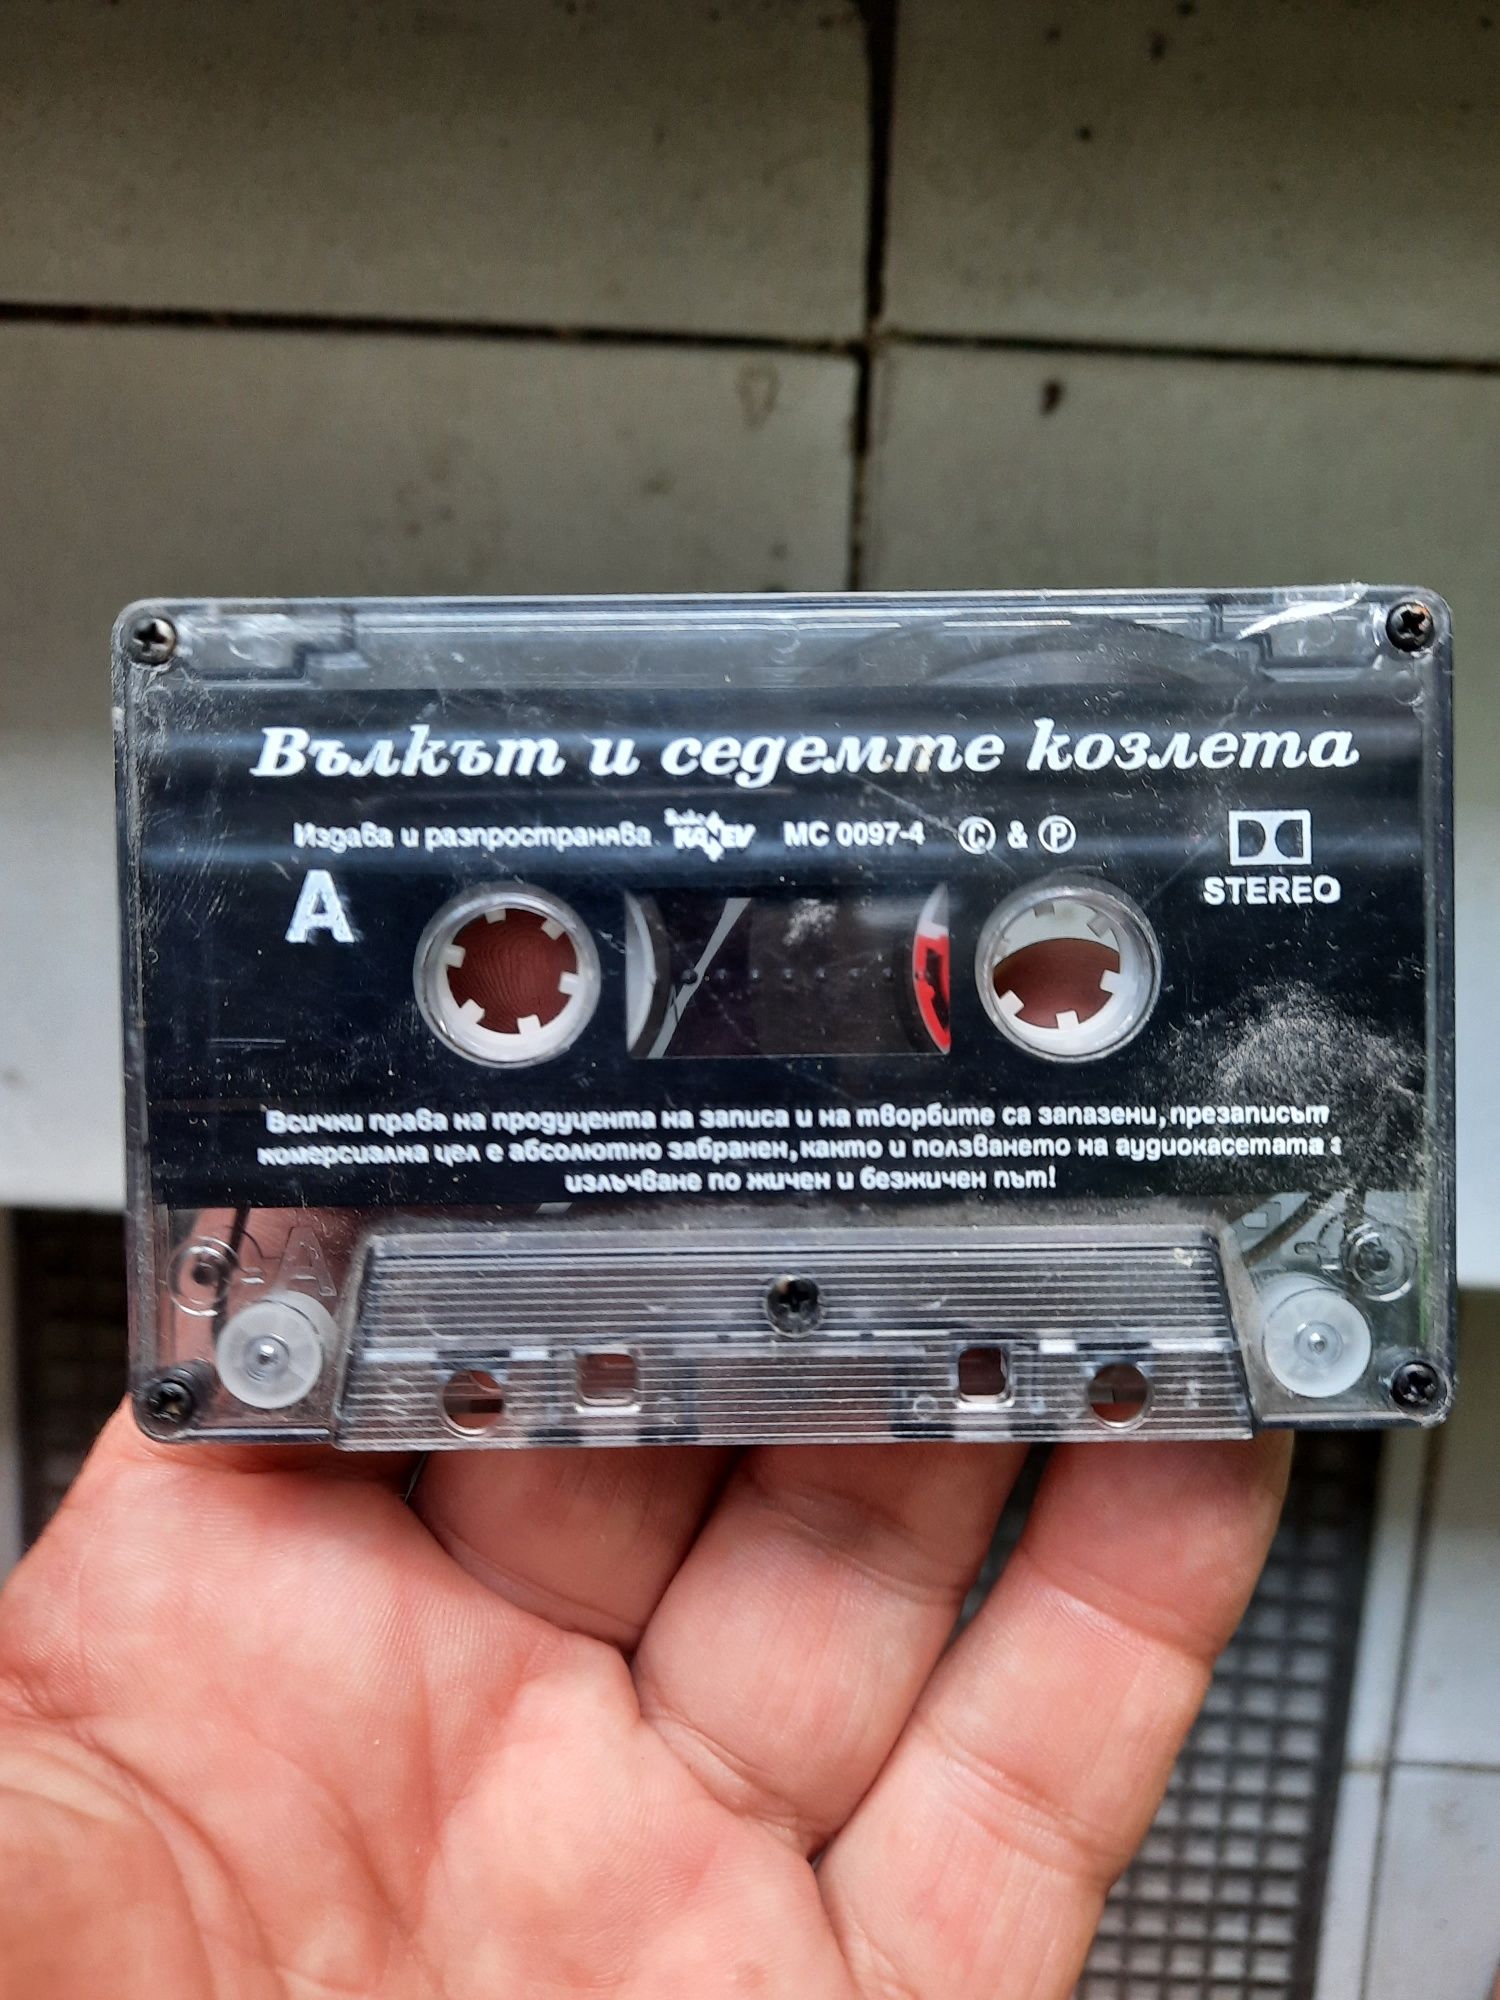 Вълкът и седемте козлета
Издава и разпространява KANEV MC 0097-4 Ⓒ & Ⓟ
A
STEREO
Всички права на продуцента на записа и на творбите са запазени, презаписът
комерсиална цел е абсолютно забранен, както и ползването на аудиокасетата
излъчване по жичен и безжичен път!